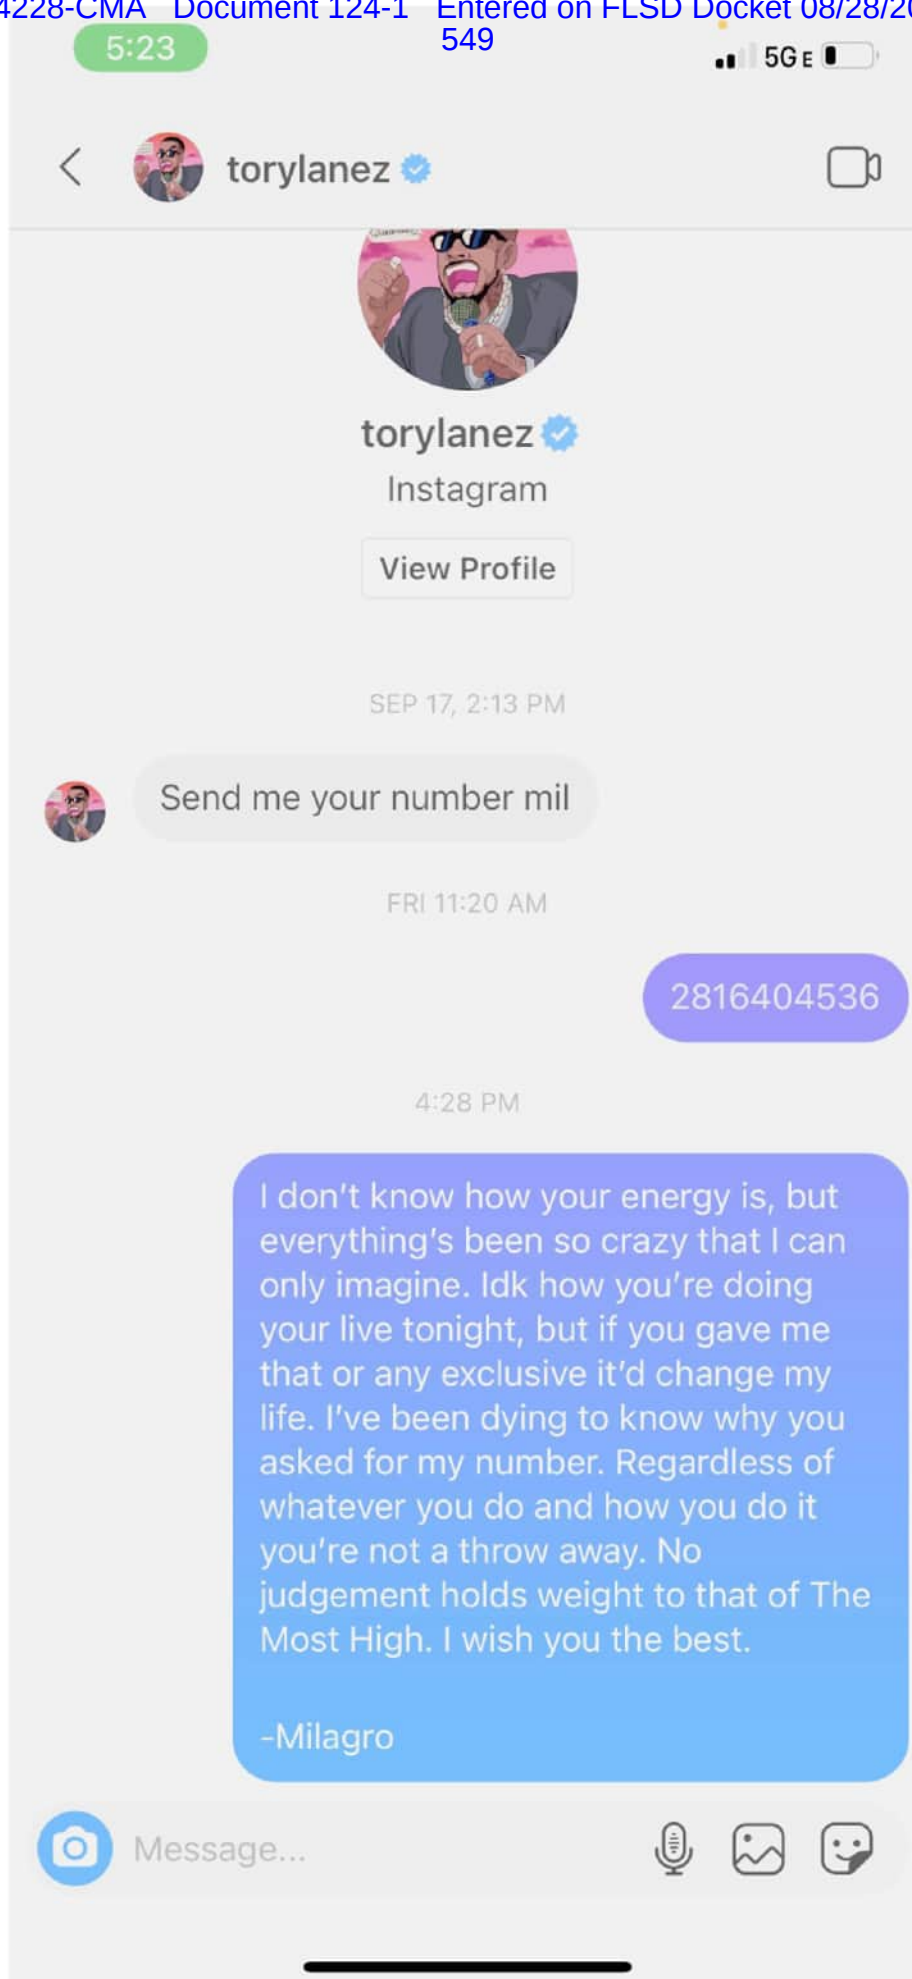 4228-CMA Document 124-1 Entered on FLSD Docket 08/28/20
549
5:23
5G E
torylanez
torylanez
Instagram
View Profile
SEP 17, 2:13 PM
Send me your number mil
FRI 11:20 AM
2816404536
4:28 PM
I don't know how your energy is, but
everything's been so crazy that I can
only imagine. Idk how you're doing
your live tonight, but if you gave me
that or any exclusive it'd change my
life. I've been dying to know why you
asked for my number. Regardless of
whatever you do and how you do it
you're not a throw away. No
judgement holds weight to that of The
Most High. I wish you the best.
-Milagro
Message...